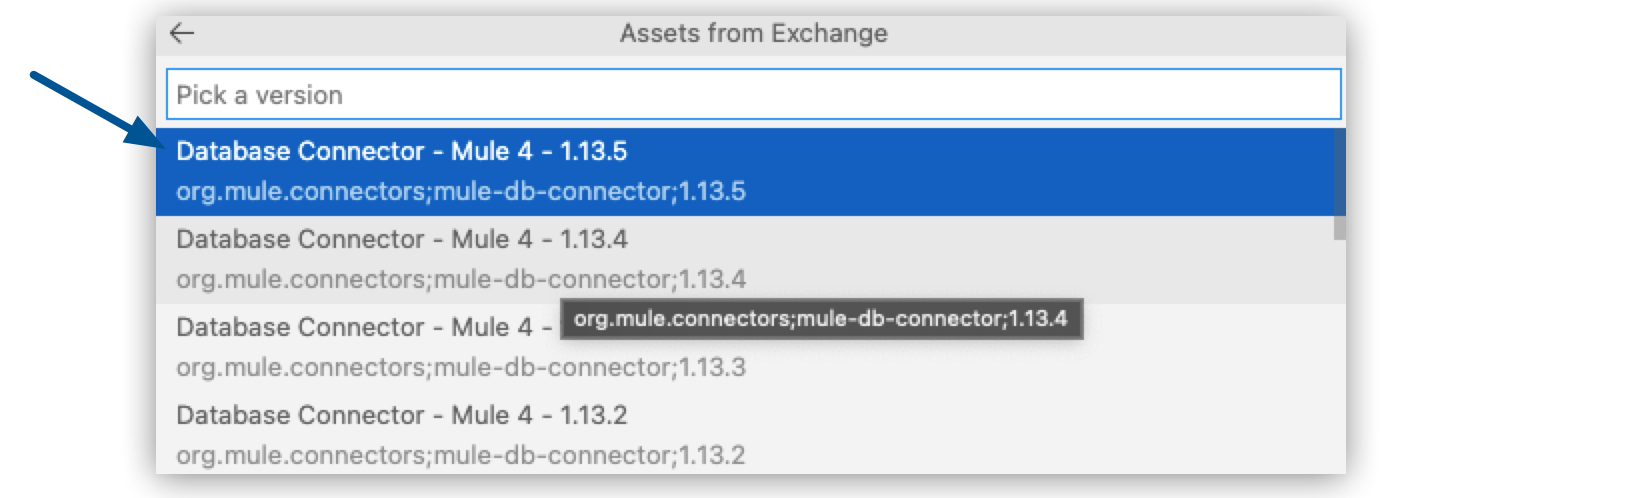 Assets from Exchange
Pick a version
Database Connector - Mule 4 - 1.13.5
org.mule.connectors;mule-db-connector;1.13.5
Database Connector - Mule 4 - 1.13.4
org.mule.connectors;mule-db-connector;1.13.4
org.mule.connectors;mule-db-connector;1.13.4
Database Connector - Mule 4 -
org.mule.connectors;mule-db-connector;1.13.3
Database Connector - Mule 4 - 1.13.2
org.mule.connectors;mule-db-connector;1.13.2